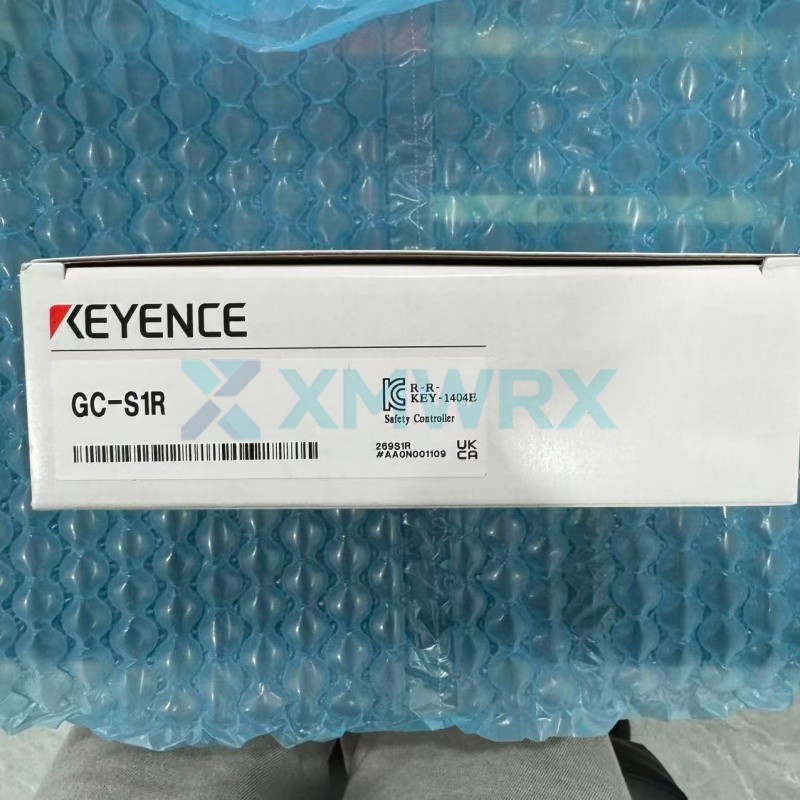 KEYENCE
XMWRX
GC-S1R
R-R-
KEY-1404E
Safety Controller
269S1R
#AA0N001109
UK
CA